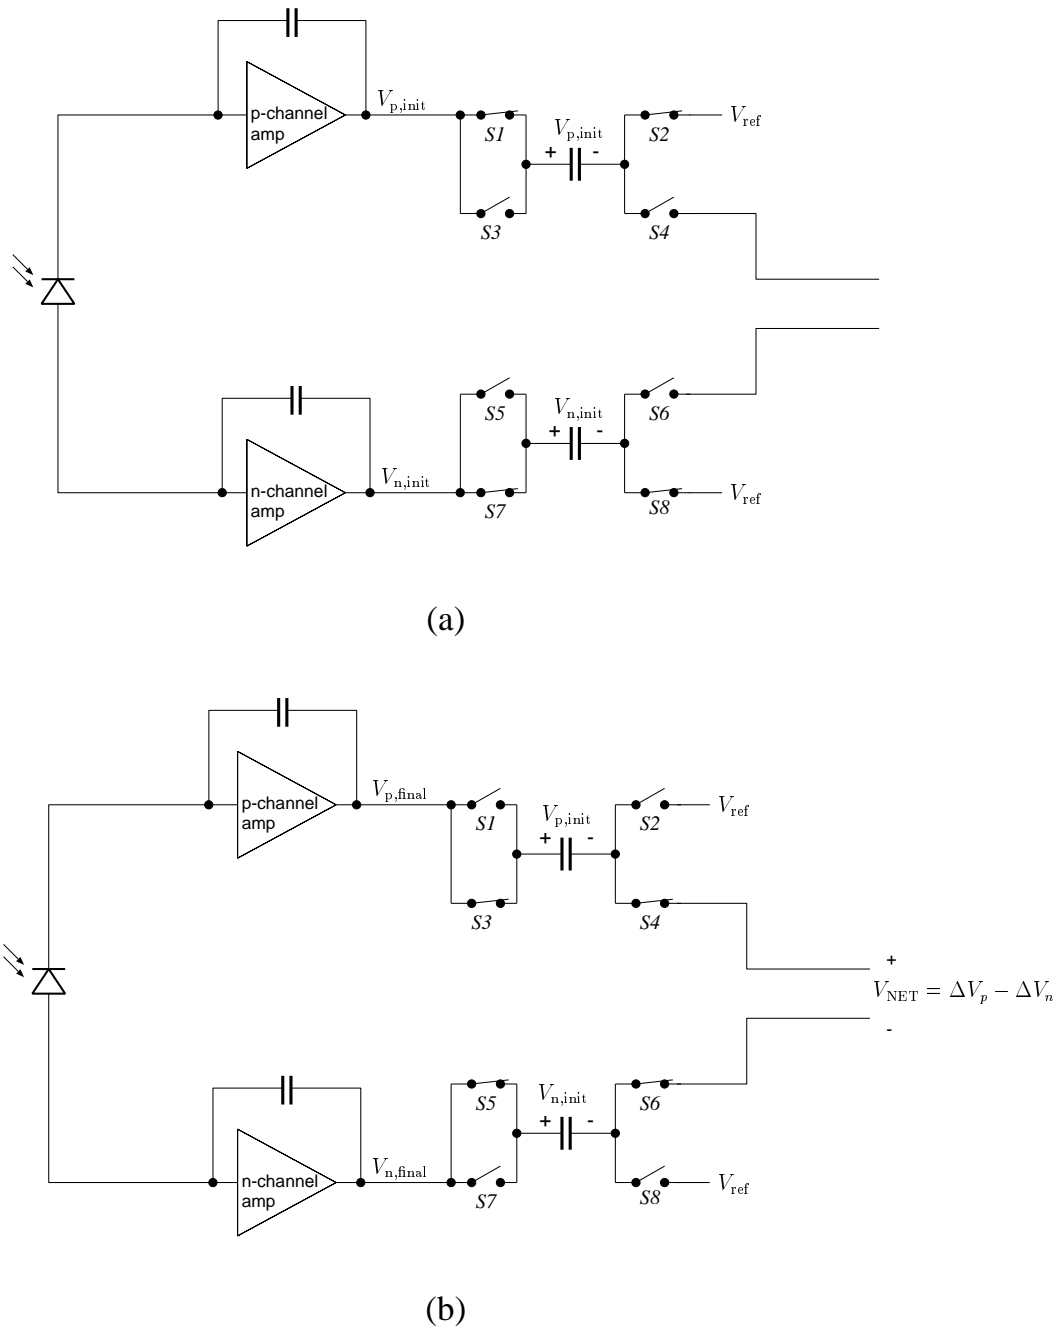 p-channel
amp
V_p,init
S1
S3
V_p,init
+ -
S2
V_ref
S4
n-channel
amp
V_n,init
S5
S7
V_n,init
+ -
S6
S8
V_ref
(a)
p-channel
amp
V_p,final
S1
S3
V_p,init
+ -
S2
V_ref
S4
+
V_NET = ΔV_p − ΔV_n
-
n-channel
amp
V_n,final
S5
S7
V_n,init
+ -
S6
S8
V_ref
(b)